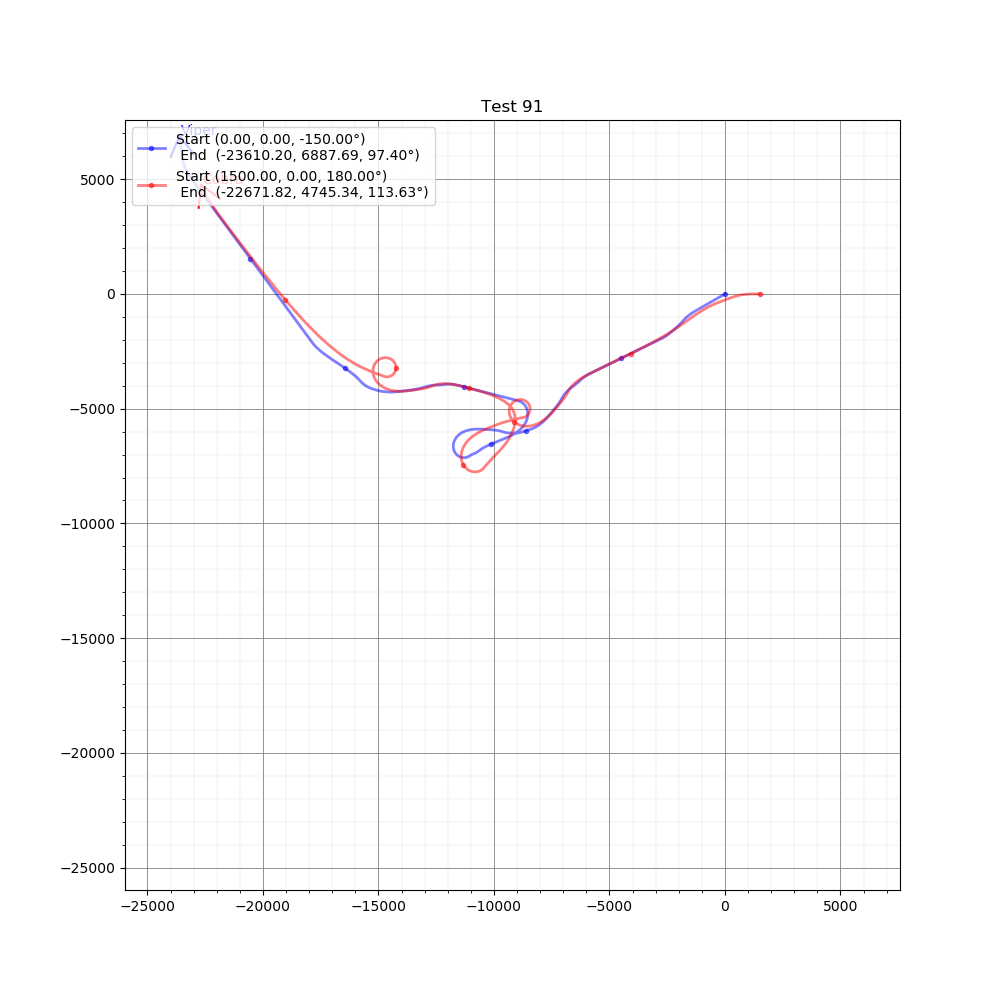 Test 91
Viper
Start (0.00, 0.00, -150.00°)
End (-23610.20, 6887.69, 97.40°)
Start (1500.00, 0.00, 180.00°)
End (-22671.82, 4745.34, 113.63°)
5000
0
−5000
−10000
−15000
−20000
−25000
−25000 −20000 −15000 −10000 −5000 0 5000